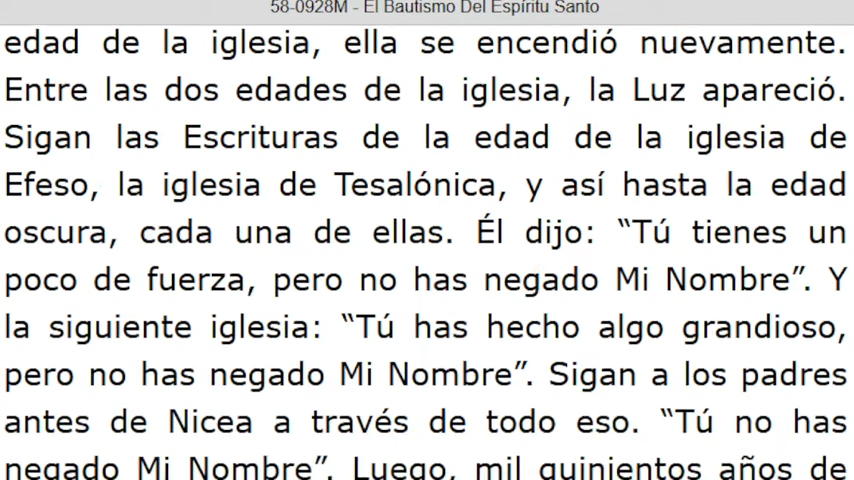 58-0928M - El Bautismo Del Espíritu Santo
edad de la iglesia, ella se encendió nuevamente.
Entre las dos edades de la iglesia, la Luz apareció.
Sigan las Escrituras de la edad de la iglesia de
Efeso, la iglesia de Tesalónica, y así hasta la edad
oscura, cada una de ellas. Él dijo: “Tú tienes un
poco de fuerza, pero no has negado Mi Nombre”. Y
la siguiente iglesia: “Tú has hecho algo grandioso,
pero no has negado Mi Nombre”. Sigan a los padres
antes de Nicea a través de todo eso. “Tú no has
negado Mi Nombre”. Luego, mil quinientos años de